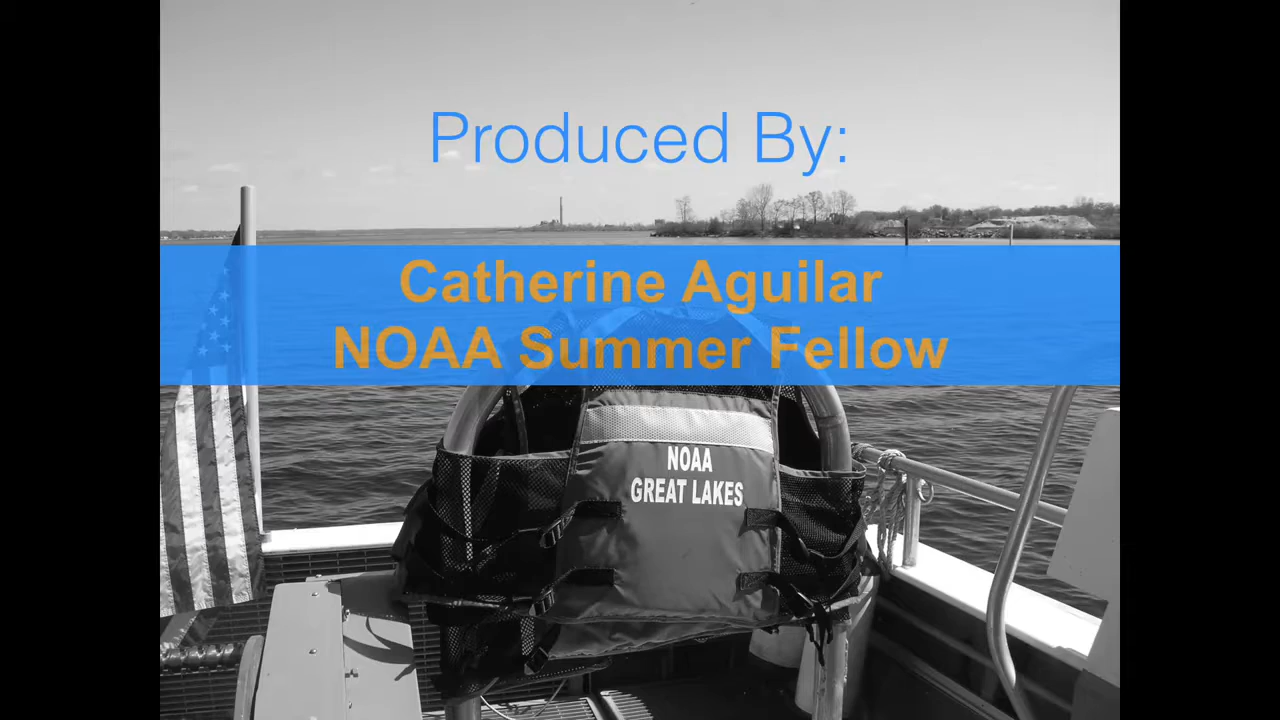 Produced By:
Catherine Aguilar
NOAA Summer Fellow
NOAA
GREAT LAKES